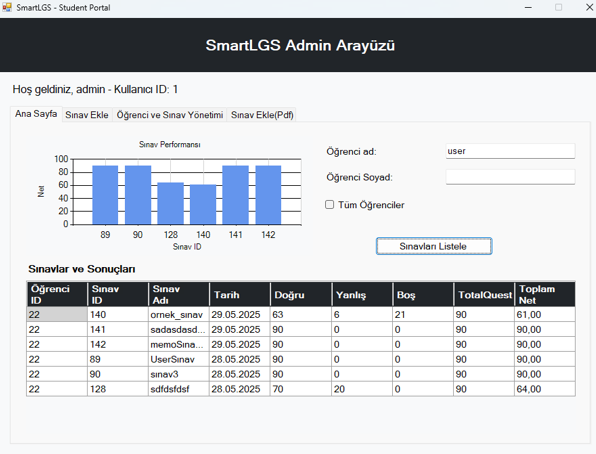 SmartLGS - Student Portal
SmartLGS Admin Arayüzü
Hoş geldiniz, admin - Kullanıcı ID: 1
Ana Sayfa Sınav Ekle Öğrenci ve Sınav Yönetimi Sınav Ekle(Pdf)
Sınav Performansı
Net
100
80
60
40
20
0
89 90 128 140 141 142
Sınav ID
Öğrenci ad: user
Öğrenci Soyad:
Tüm Öğrenciler
Sınavları Listele
Sınavlar ve Sonuçları
Öğrenci ID Sınav ID Sınav Adı Tarih Doğru Yanlış Boş TotalQuest Toplam Net
22 140 ornek_sınav 29.05.2025 63 6 21 90 61,00
22 141 sadasdasd... 29.05.2025 90 0 0 90 90,00
22 142 memoSına... 29.05.2025 90 0 0 90 90,00
22 89 UserSınav 28.05.2025 90 0 0 90 90,00
22 90 sınav3 28.05.2025 90 0 0 90 90,00
22 128 sdfdsfdsf 28.05.2025 70 20 0 90 64,00